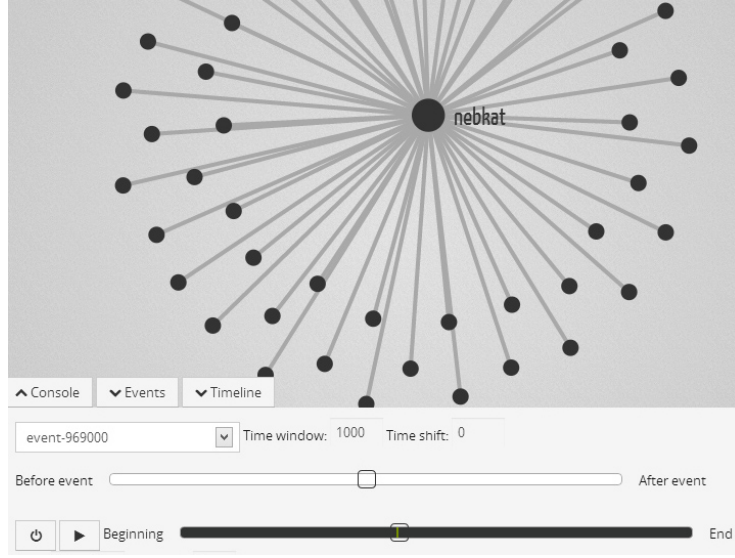 nebkat
Console Events Timeline
event-969000 Time window: 1000 Time shift: 0
Before event After event
Beginning End